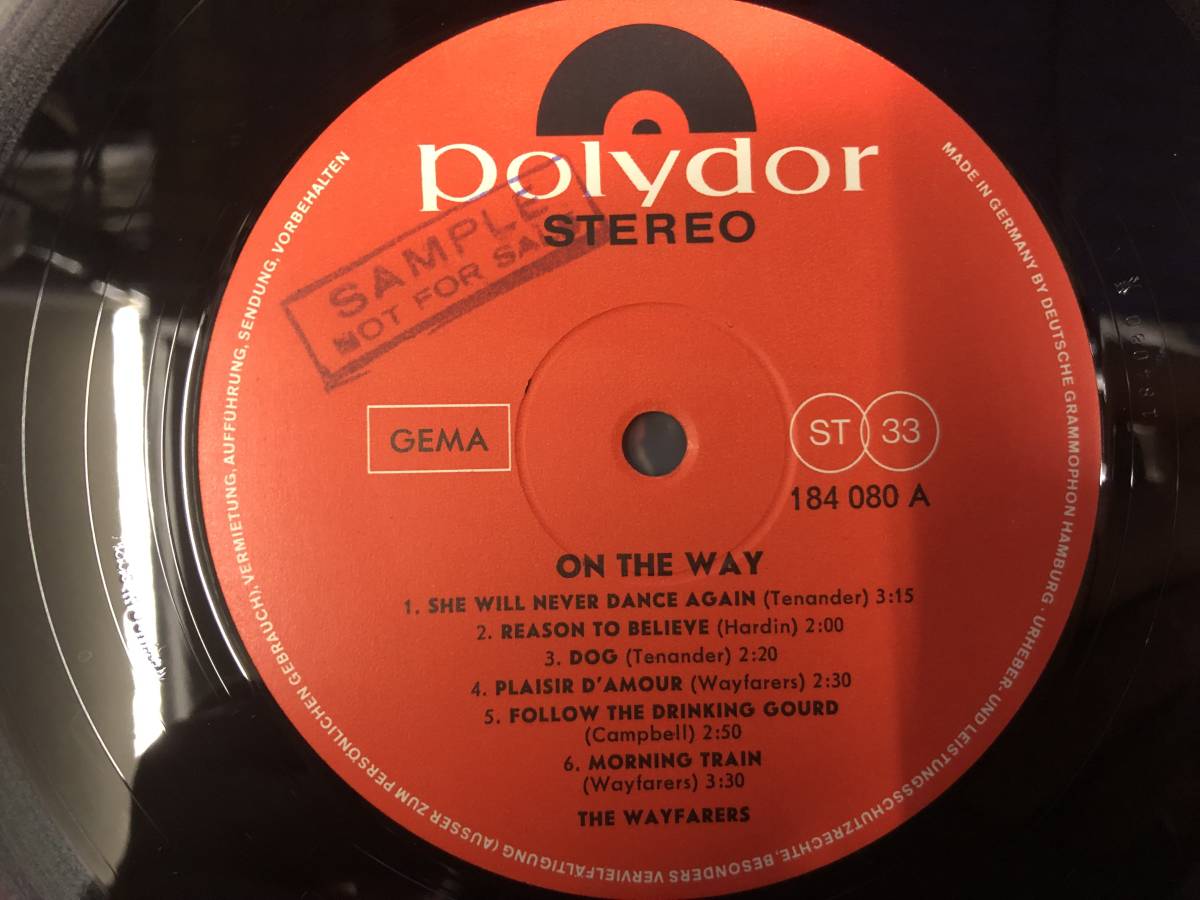 polydor
STEREO
SAMPLE
NOT FOR SALE
GEMA
ST 33
184 080 A
ON THE WAY
1. SHE WILL NEVER DANCE AGAIN (Tenander) 3:15
2. REASON TO BELIEVE (Hardin) 2:00
3. DOG (Tenander) 2:20
4. PLAISIR D'AMOUR (Wayfarers) 2:30
5. FOLLOW THE DRINKING GOURD
(Campbell) 2:50
6. MORNING TRAIN
(Wayfarers) 3:30
THE WAYFARERS
MADE IN GERMANY BY DEUTSCHE GRAMMOPHON HAMBURG · URHEBER- UND LEISTUNGSSCHUTZRECHTE, BESONDERS VERVIELFÄLTIGUNG (AUSSER ZUM PERSÖNLICHEN GEBRAUCH), VERMIETUNG, AUFFÜHRUNG, SENDUNG, VORBEHALTEN